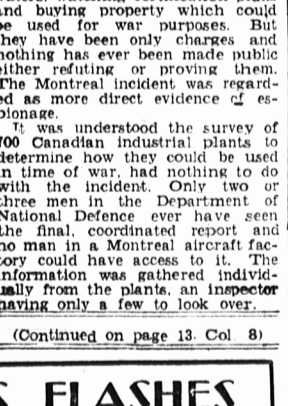 and buying property which could
be used for war purposes. But
they have been only charges and
nothing has ever been made public
either refuting or proving them.
The Montreal incident was regard-
ed as more direct evidence of es-
pionage.
It was understood the survey of
700 Canadian industrial plants to
determine how they could be used
in time of war, had nothing to do
with the incident. Only two or
three men in the Department of
National Defence ever have seen
the final, coordinated report and
no man in a Montreal aircraft fac-
tory could have access to it. The
information was gathered individ-
ually from the plants, an inspector
having only a few to look over.
(Continued on page 13. Col. 8)
FLASHES